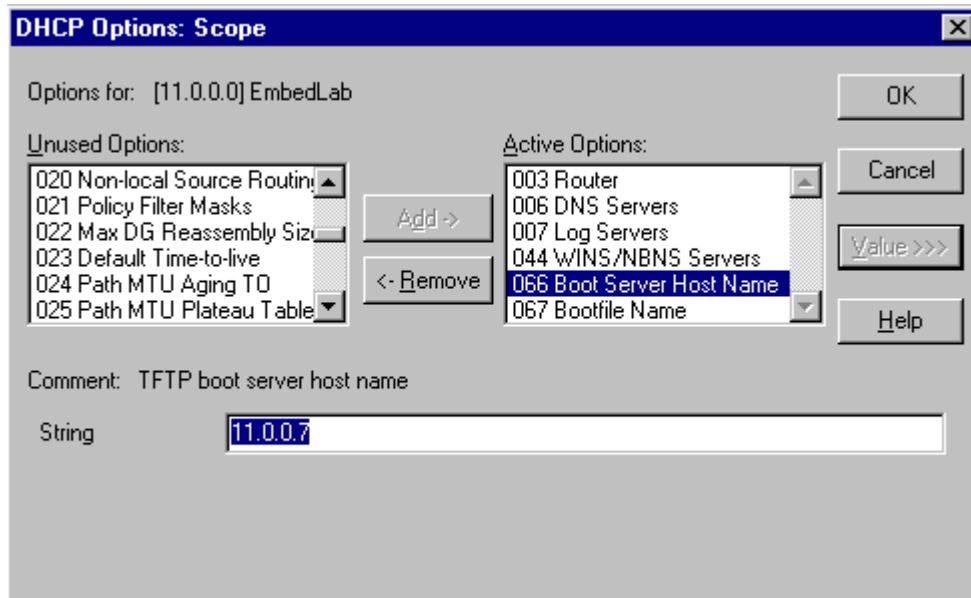 DHCP Options: Scope
Options for: [11.0.0.0] EmbedLab
OK
Unused Options:
020 Non-local Source Routing
021 Policy Filter Masks
022 Max DG Reassembly Size
023 Default Time-to-live
024 Path MTU Aging TO
025 Path MTU Plateau Table
Add ->
<- Remove
Active Options:
003 Router
006 DNS Servers
007 Log Servers
044 WINS/NBNS Servers
066 Boot Server Host Name
067 Bootfile Name
Cancel
Value >>>
Help
Comment: TFTP boot server host name
String 11.0.0.7